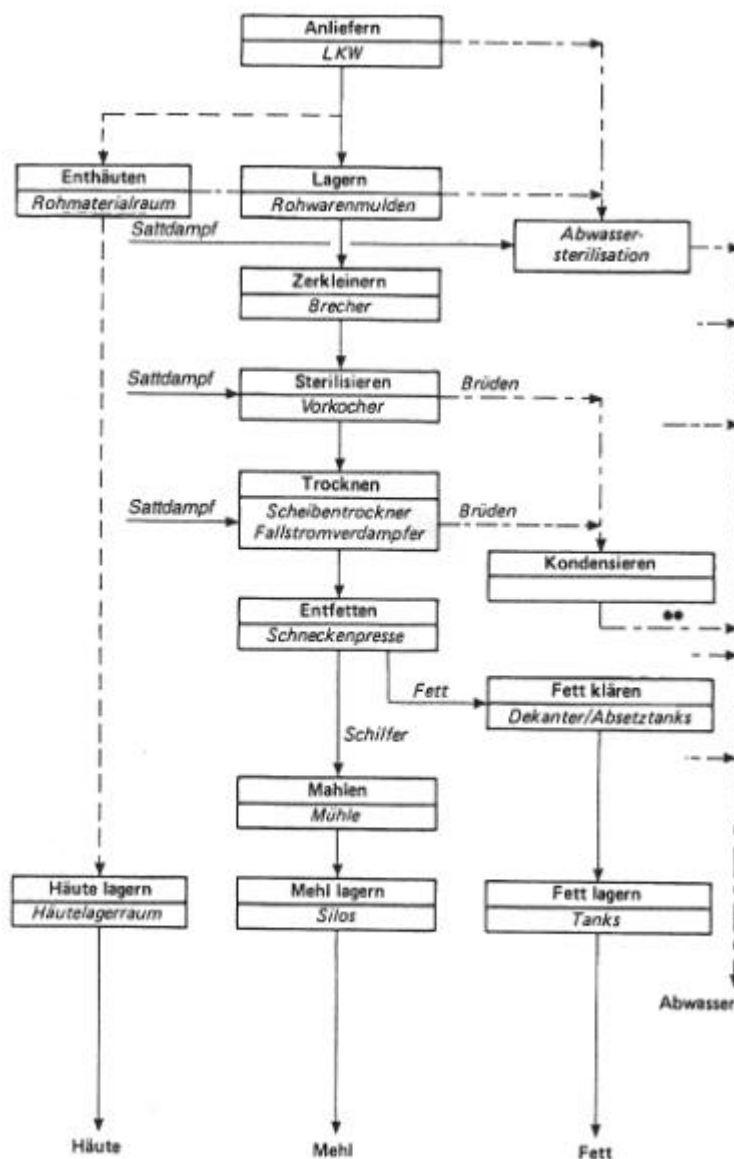 Anliefern
LKW
Enthäuten
Rohmaterialraum
Lagern
Rohwarenmulden
Sattdampf
Abwasser-
sterilisation
Zerkleinern
Brecher
Sattdampf
Sterilisieren
Vorkocher
Brüden
Sattdampf
Trocknen
Scheibentrockner
Fallstromverdampfer
Brüden
Kondensieren
••
Entfetten
Schneckenpresse
Fett
Fett klären
Dekanter/Absetztanks
Schilfer
Mahlen
Mühle
Häute lagern
Häutelagerraum
Mehl lagern
Silos
Fett lagern
Tanks
Abwasser
Häute
Mehl
Fett